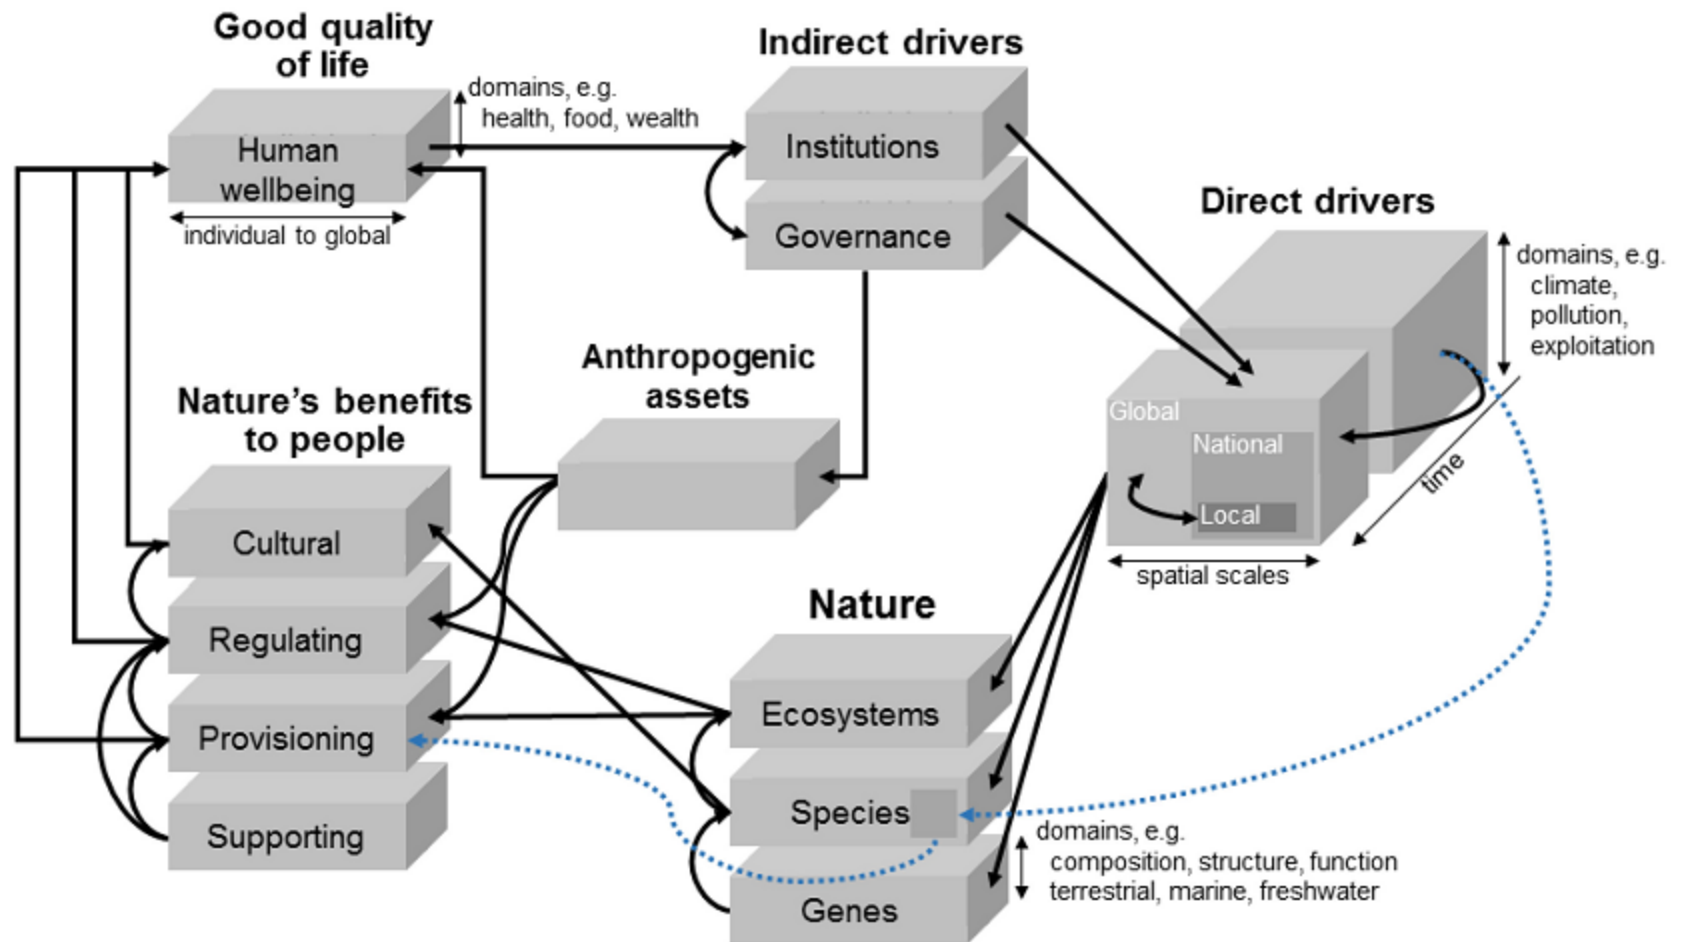 Good quality
of life
domains, e.g.
health, food, wealth
Human
wellbeing
individual to global
Indirect drivers
Institutions
Governance
Direct drivers
domains, e.g.
climate,
pollution,
exploitation
Global
National
Local
time
spatial scales
Anthropogenic
assets
Nature’s benefits
to people
Cultural
Regulating
Provisioning
Supporting
Nature
Ecosystems
Species
Genes
domains, e.g.
composition, structure, function
terrestrial, marine, freshwater